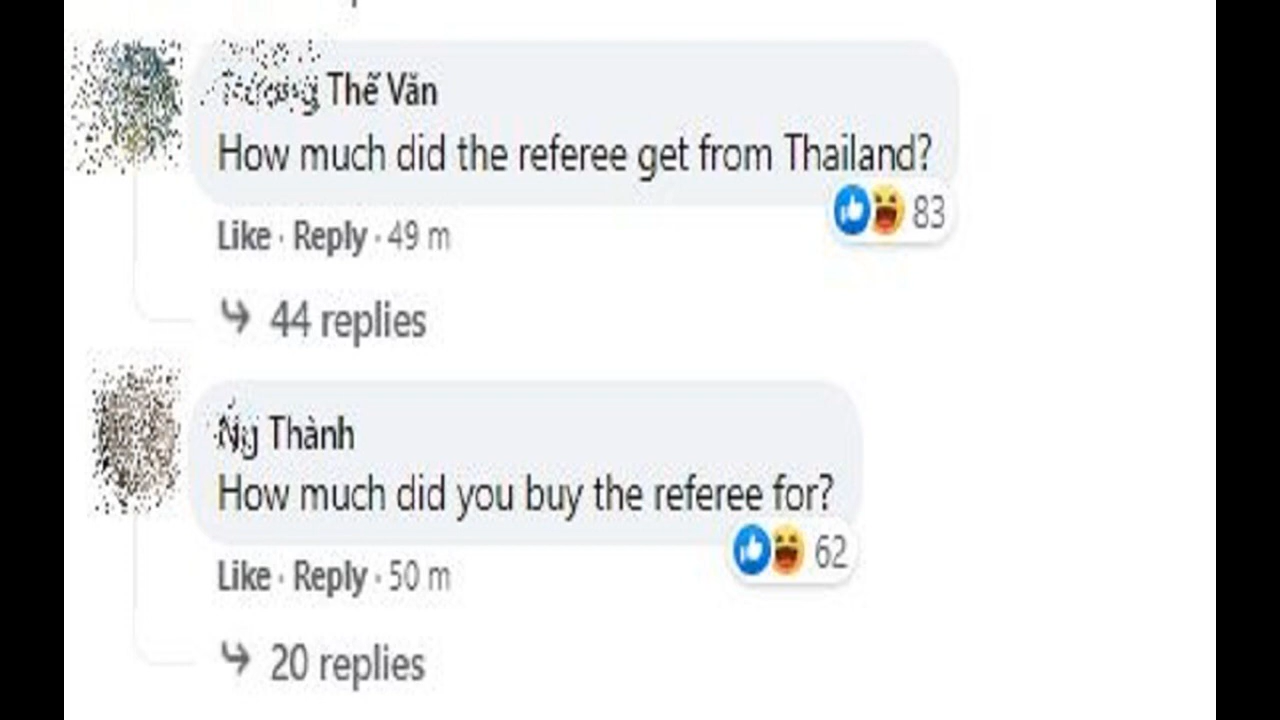 Thế Văn
How much did the referee get from Thailand?
83
Like · Reply · 49 m
44 replies
Ng Thành
How much did you buy the referee for?
62
Like · Reply · 50 m
20 replies